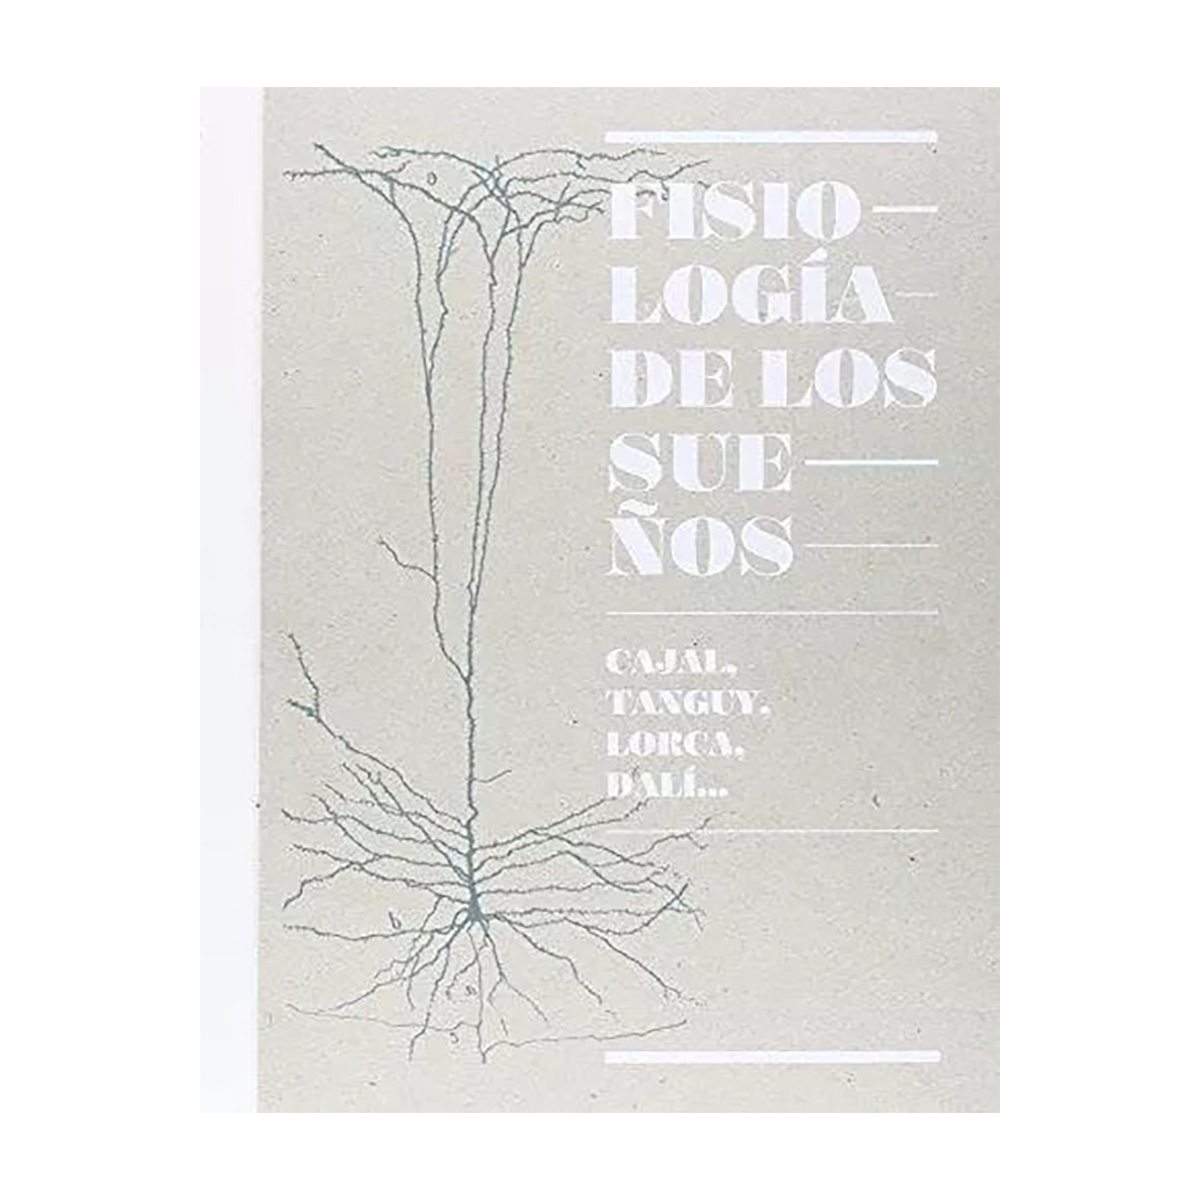 FISIO
LOGÍA
DE LOS
SUE
ÑOS
CAJAL,
TANGUY,
LORCA,
DALÍ...
b